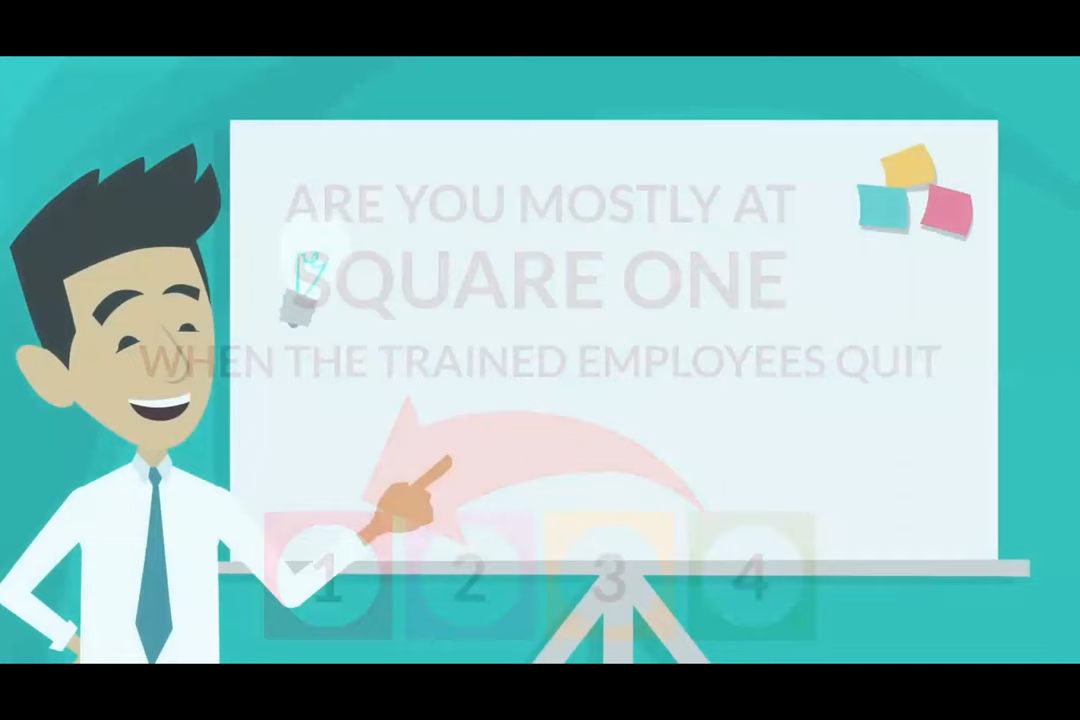 ARE YOU MOSTLY AT
SQUARE ONE
WHEN THE TRAINED EMPLOYEES QUIT
1 2 3 4